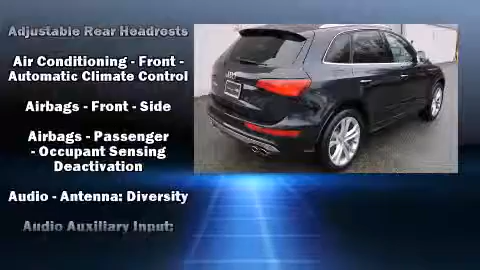 Adjustable Rear Headrests
Air Conditioning - Front -
Automatic Climate Control
Airbags - Front - Side
Airbags - Passenger
- Occupant Sensing
Deactivation
Audio - Antenna: Diversity
Audio Auxiliary Input: